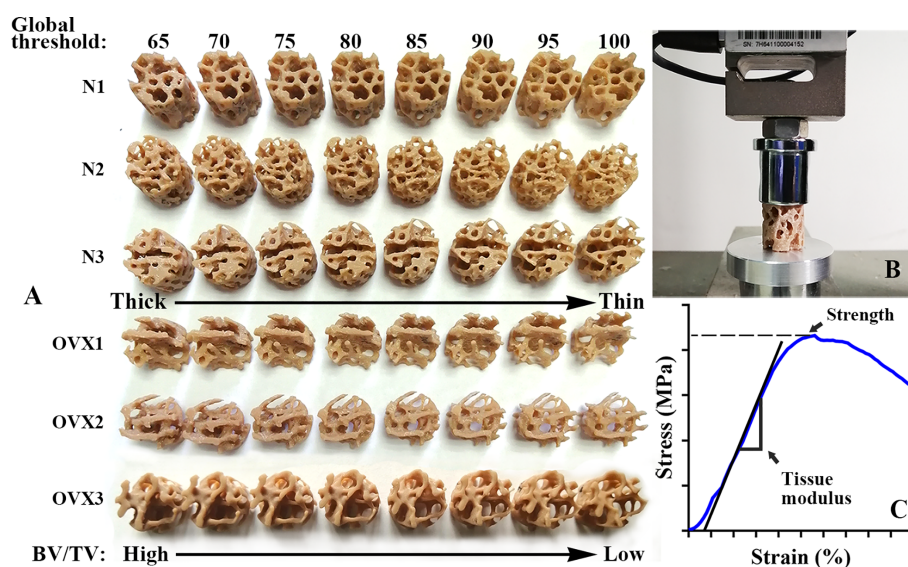 Global
threshold:
65 70 75 80 85 90 95 100
N1
N2
N3
A
Thick Thin
OVX1
OVX2
OVX3
BV/TV: High Low
SN: 7H641100004152
B
Strength
Stress (MPa)
Tissue
modulus
C
Strain (%)